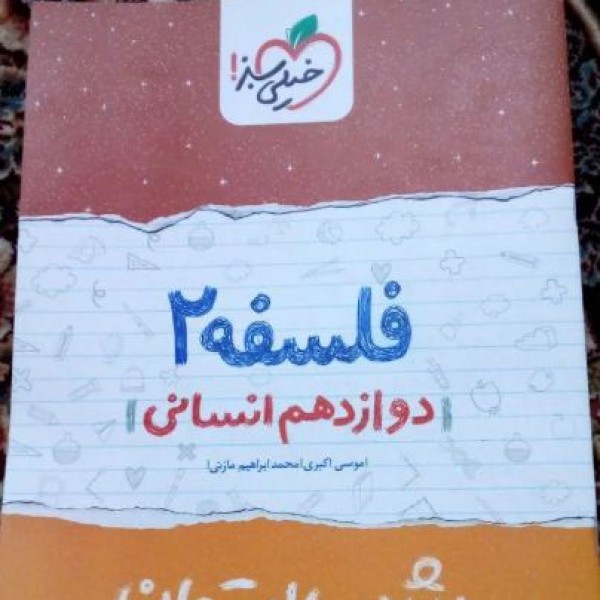 خیلی سبز!
فلسفه ۲
دوازدهم انسانی
|موسی اکبری|محمد ابراهیم مازنی|